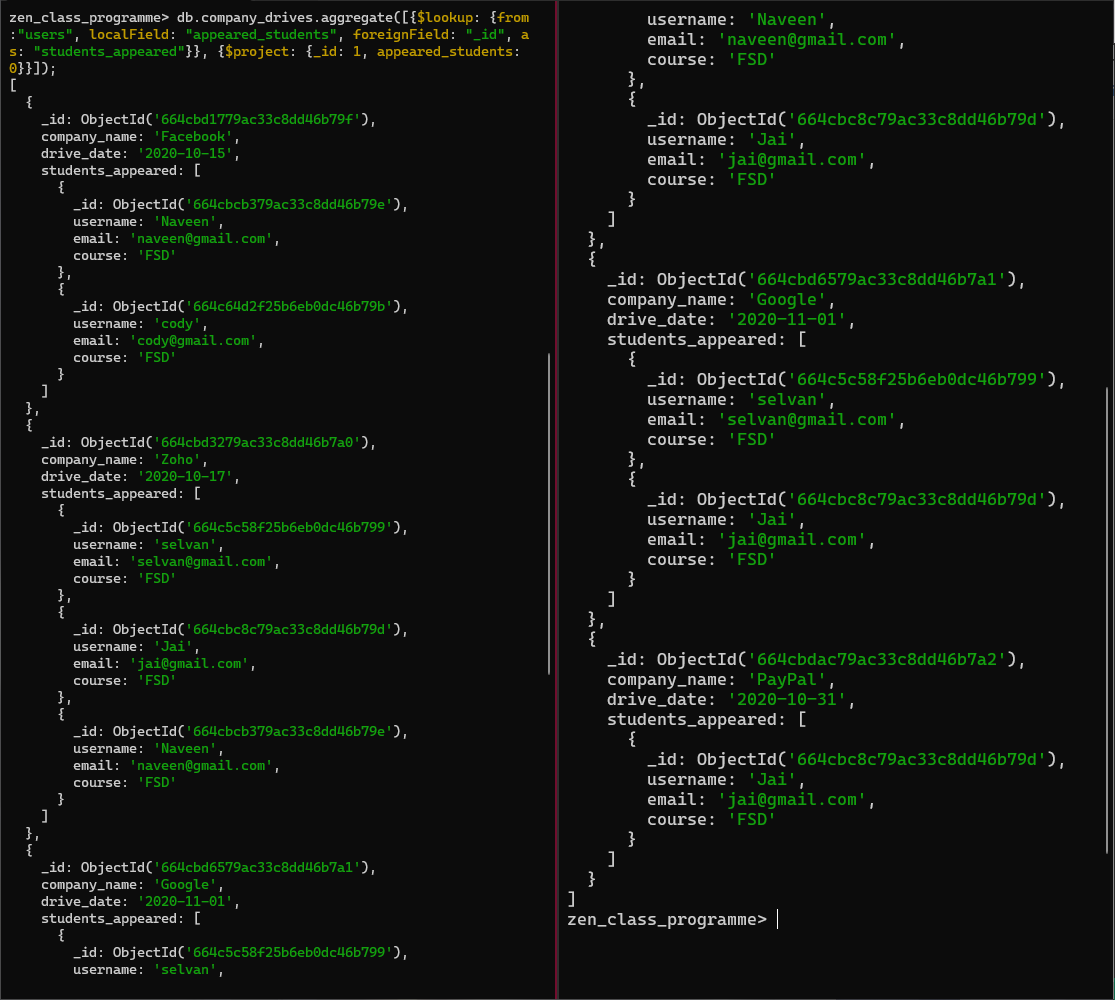 zen_class_programme> db.company_drives.aggregate([{$lookup: {from
:"users", localField: "appeared_students", foreignField: "_id", a
s: "students_appeared"}}, {$project: {_id: 1, appeared_students:
0}}]);
[
  {
    _id: ObjectId('664cbd1779ac33c8dd46b79f'),
    company_name: 'Facebook',
    drive_date: '2020-10-15',
    students_appeared: [
      {
        _id: ObjectId('664cbcb379ac33c8dd46b79e'),
        username: 'Naveen',
        email: 'naveen@gmail.com',
        course: 'FSD'
      },
      {
        _id: ObjectId('664c64d2f25b6eb0dc46b79b'),
        username: 'cody',
        email: 'cody@gmail.com',
        course: 'FSD'
      }
    ]
  },
  {
    _id: ObjectId('664cbd3279ac33c8dd46b7a0'),
    company_name: 'Zoho',
    drive_date: '2020-10-17',
    students_appeared: [
      {
        _id: ObjectId('664c5c58f25b6eb0dc46b799'),
        username: 'selvan',
        email: 'selvan@gmail.com',
        course: 'FSD'
      },
      {
        _id: ObjectId('664cbc8c79ac33c8dd46b79d'),
        username: 'Jai',
        email: 'jai@gmail.com',
        course: 'FSD'
      },
      {
        _id: ObjectId('664cbcb379ac33c8dd46b79e'),
        username: 'Naveen',
        email: 'naveen@gmail.com',
        course: 'FSD'
      }
    ]
  },
  {
    _id: ObjectId('664cbd6579ac33c8dd46b7a1'),
    company_name: 'Google',
    drive_date: '2020-11-01',
    students_appeared: [
      {
        _id: ObjectId('664c5c58f25b6eb0dc46b799'),
        username: 'selvan',
        username: 'Naveen',
        email: 'naveen@gmail.com',
        course: 'FSD'
      },
      {
        _id: ObjectId('664cbc8c79ac33c8dd46b79d'),
        username: 'Jai',
        email: 'jai@gmail.com',
        course: 'FSD'
      }
    ]
  },
  {
    _id: ObjectId('664cbd6579ac33c8dd46b7a1'),
    company_name: 'Google',
    drive_date: '2020-11-01',
    students_appeared: [
      {
        _id: ObjectId('664c5c58f25b6eb0dc46b799'),
        username: 'selvan',
        email: 'selvan@gmail.com',
        course: 'FSD'
      },
      {
        _id: ObjectId('664cbc8c79ac33c8dd46b79d'),
        username: 'Jai',
        email: 'jai@gmail.com',
        course: 'FSD'
      }
    ]
  },
  {
    _id: ObjectId('664cbdac79ac33c8dd46b7a2'),
    company_name: 'PayPal',
    drive_date: '2020-10-31',
    students_appeared: [
      {
        _id: ObjectId('664cbc8c79ac33c8dd46b79d'),
        username: 'Jai',
        email: 'jai@gmail.com',
        course: 'FSD'
      }
    ]
  }
]
zen_class_programme>